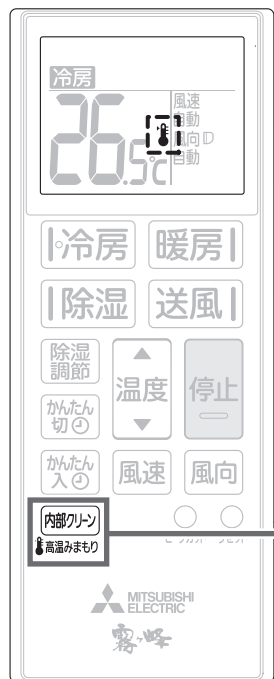 冷房
26.5℃
風速
自動
風向
自動
冷房
暖房
除湿
送風
除湿
調節
温度
停止
かんたん
切
かんたん
入
風速
風向
内部クリーン
高温みまもり
MITSUBISHI
ELECTRIC
霧ヶ峰